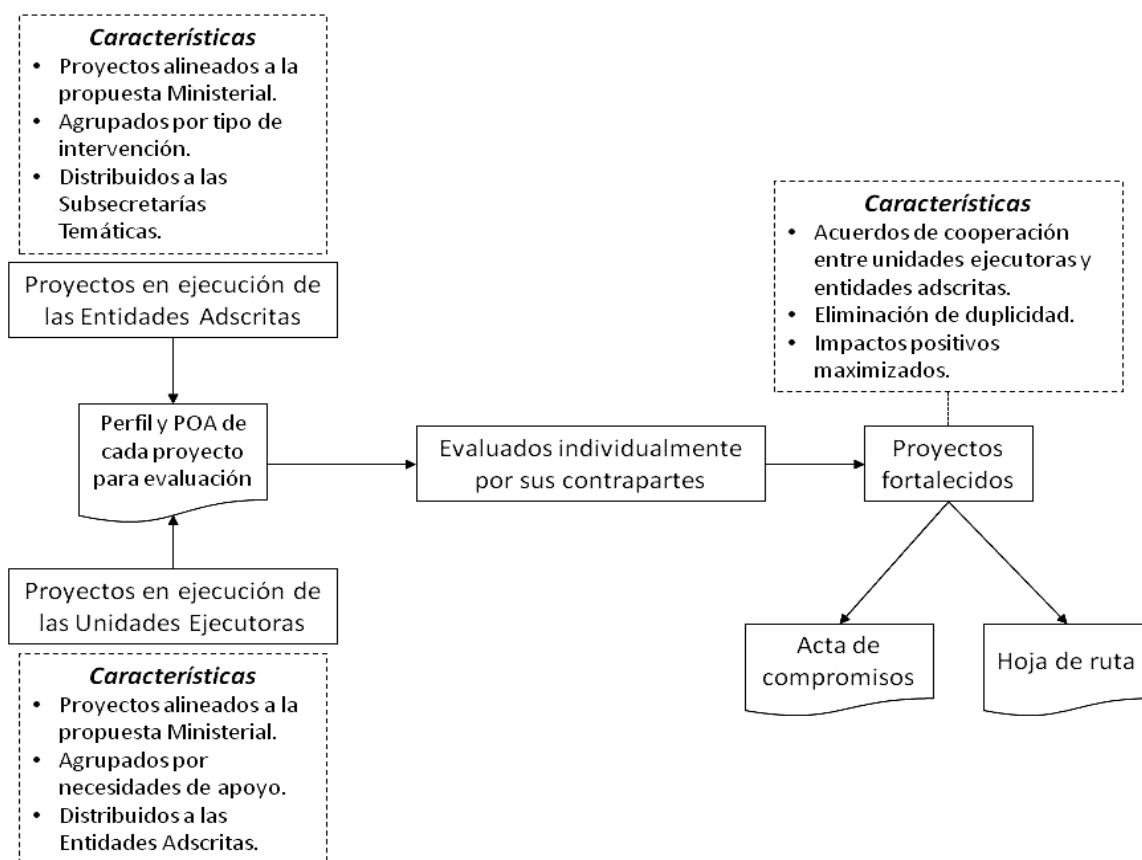 Características
• Proyectos alineados a la
propuesta Ministerial.
• Agrupados por tipo de
intervención.
• Distribuidos a las
Subsecretarías
Temáticas.
Proyectos en ejecución de
las Entidades Adscritas
Perfil y POA de
cada proyecto
para evaluación
Proyectos en ejecución de
las Unidades Ejecutoras
Características
• Proyectos alineados a la
propuesta Ministerial.
• Agrupados por
necesidades de apoyo.
• Distribuidos a las
Entidades Adscritas.
Evaluados individualmente
por sus contrapartes
Características
• Acuerdos de cooperación
entre unidades ejecutoras y
entidades adscritas.
• Eliminación de duplicidad.
• Impactos positivos
maximizados.
Proyectos
fortalecidos
Acta de
compromisos
Hoja de ruta